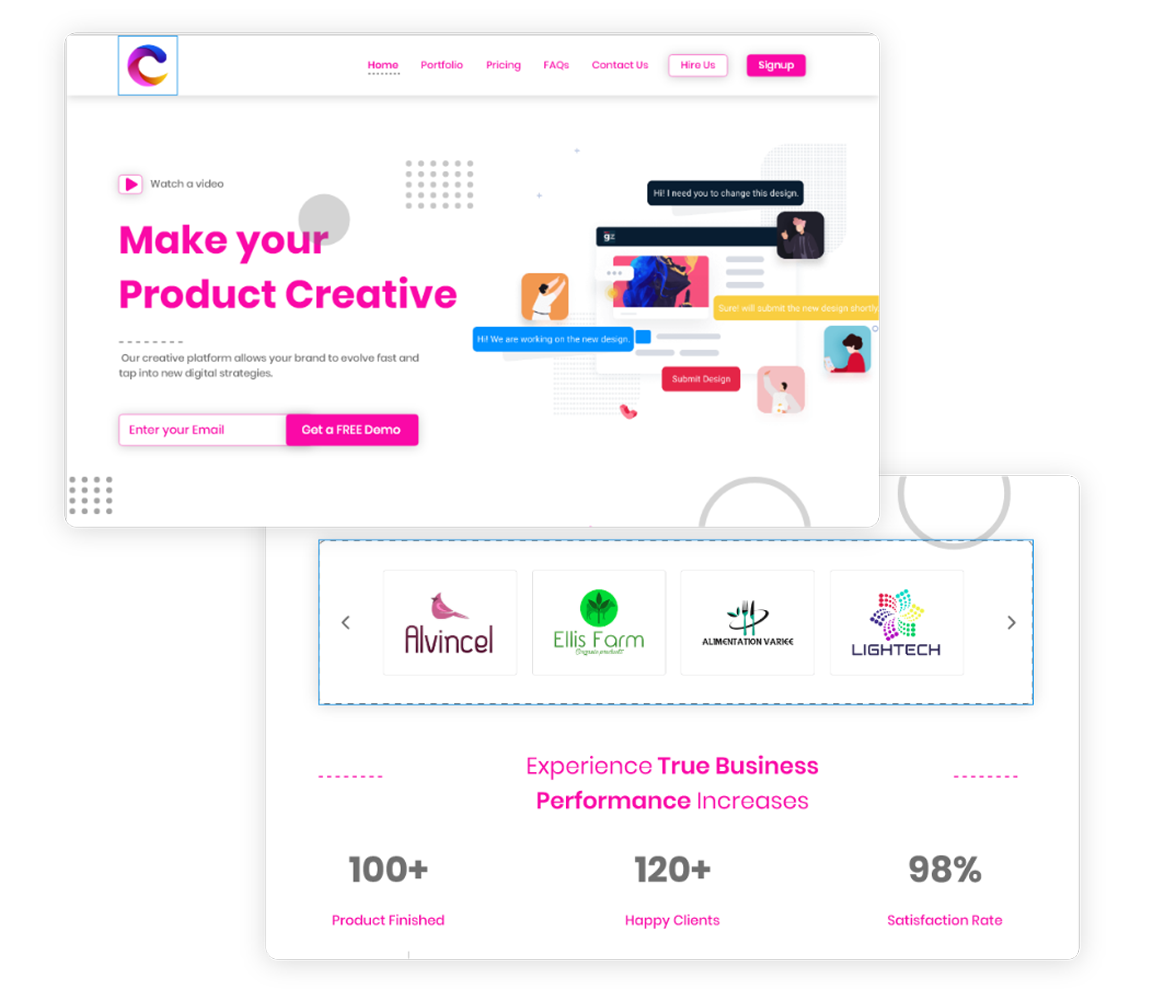 Home Portfolio Pricing FAQs Contact Us Hire Us Signup
Watch a video
Make your
Product Creative
Our creative platform allows your brand to evolve fast and
tap into new digital strategies.
Enter your Email Get a FREE Demo
Hi! I need you to change this design.
gz
Sure! will submit the new design shortly.
Hi! We are working on the new design.
Submit Design
Alvincel
Ellis Farm
ALIMENTATION VARIEE
LIGHTECH
Experience True Business
Performance Increases
100+ 120+ 98%
Product Finished Happy Clients Satisfaction Rate